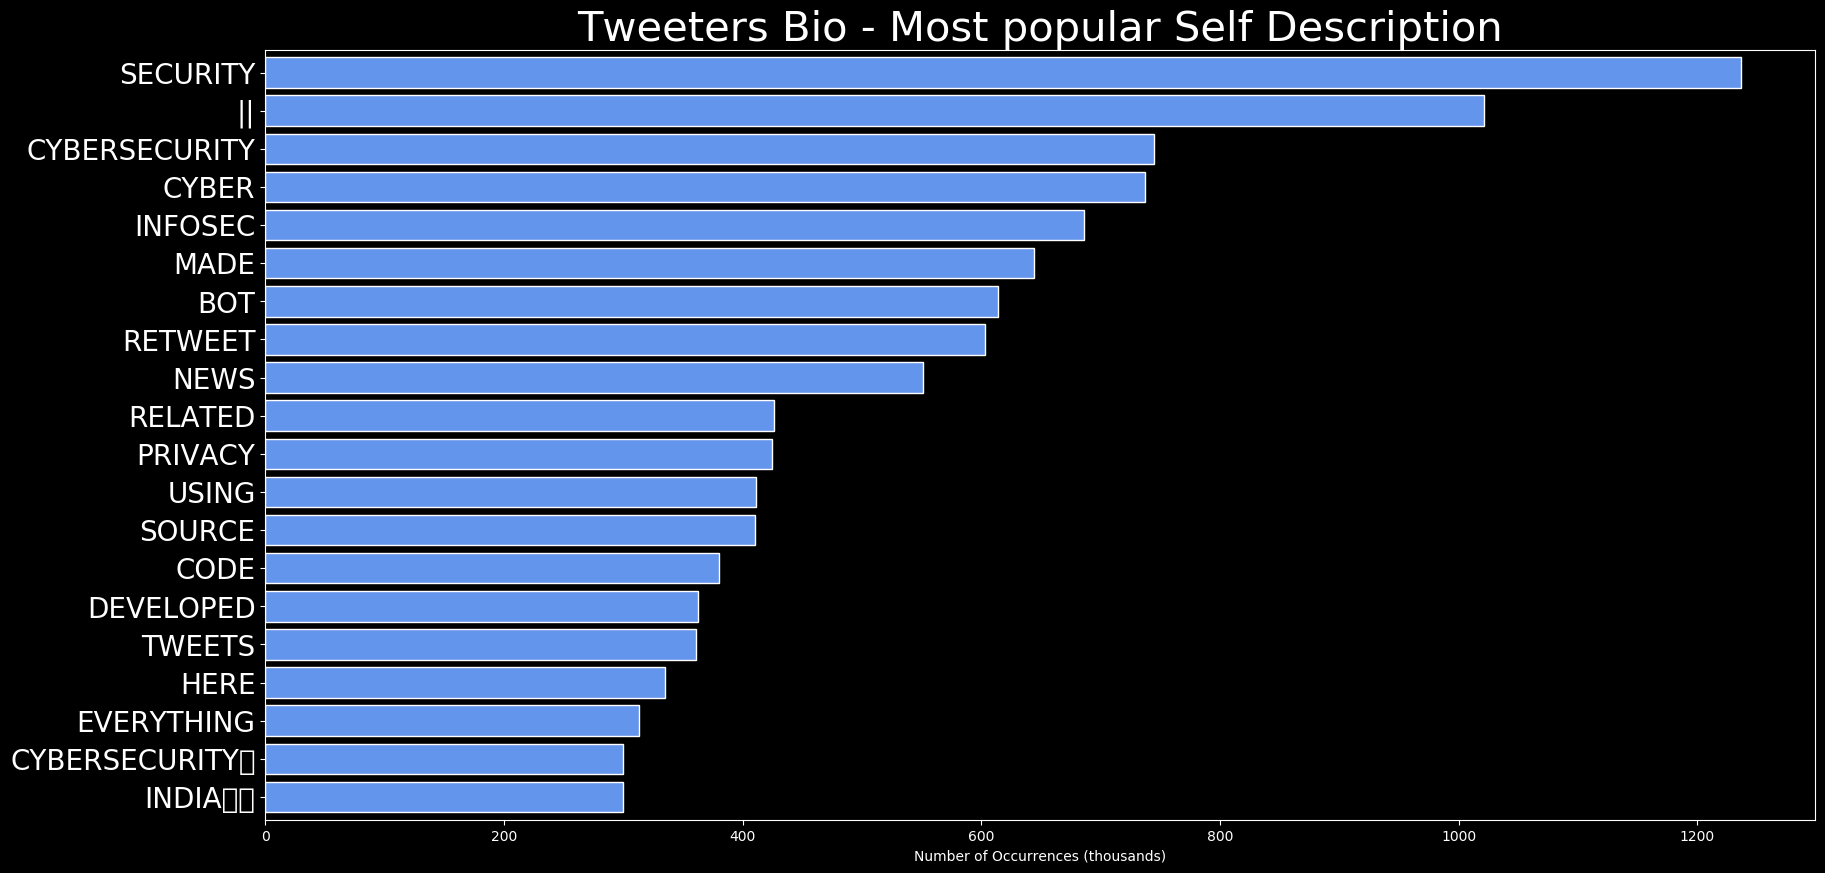 Tweeters Bio - Most popular Self Description
SECURITY
||
CYBERSECURITY
CYBER
INFOSEC
MADE
BOT
RETWEET
NEWS
RELATED
PRIVACY
USING
SOURCE
CODE
DEVELOPED
TWEETS
HERE
EVERYTHING
CYBERSECURITY▯
INDIA▯▯
0 200 400 600 800 1000 1200
Number of Occurrences (thousands)